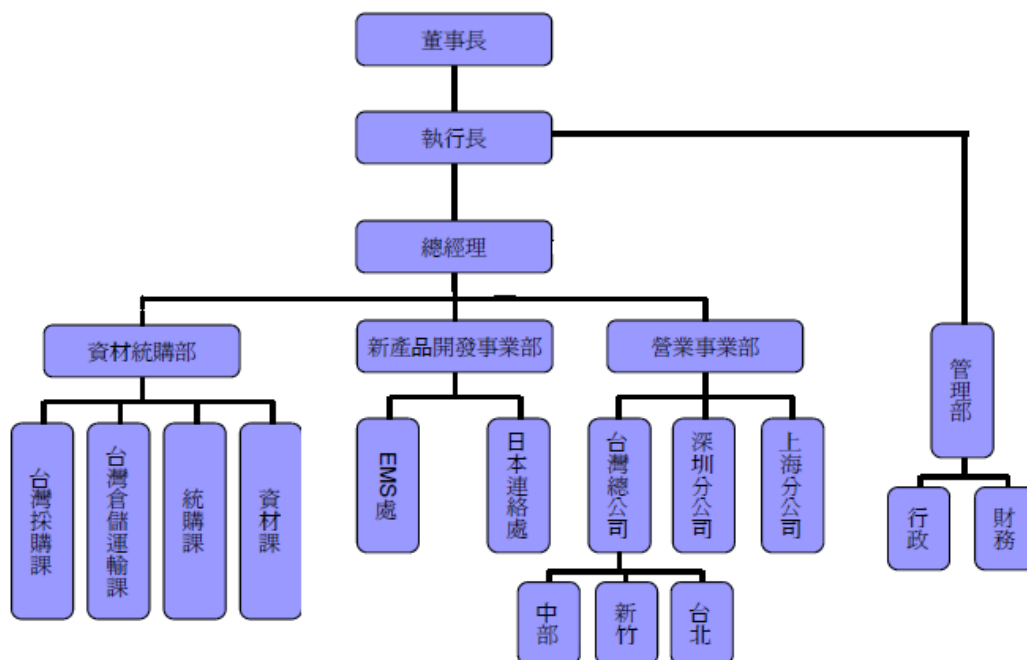 董事長
執行長
總經理
資材統購部
新產品開發事業部
營業事業部
管理部
台灣採購課
台灣倉儲運輸課
統購課
資材課
EMS處
日本連絡處
台灣總公司
深圳分公司
上海分公司
行政
財務
中部
新竹
台北